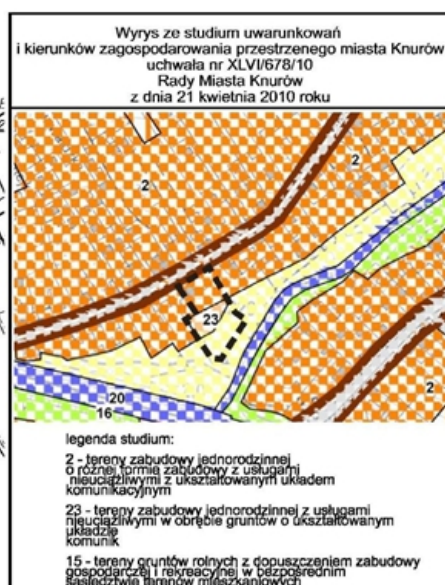 Wyrys ze studium uwarunkowań
i kierunków zagospodarowania przestrzenego miasta Knurów
uchwała nr XLVI/678/10
Rady Miasta Knurów
z dnia 21 kwietnia 2010 roku
2
2
23
20
16
2
legenda studium:
2 - tereny zabudowy jednorodzinnej
o różnej formie zabudowy z usługami
nieuciążliwymi z ukształtowanym układem
komunikacyjnym
23 - tereny zabudowy jednorodzinnej z usługami
nieuciążliwymi w obrębie gruntów o ukształtowanym
układzie
komunik
15 - tereny gruntów rolnych z dopuszczeniem zabudowy
gospodarczej i rekreacyjnej w bezpośrednim
sąsiedztwie terenów mieszkaniowych